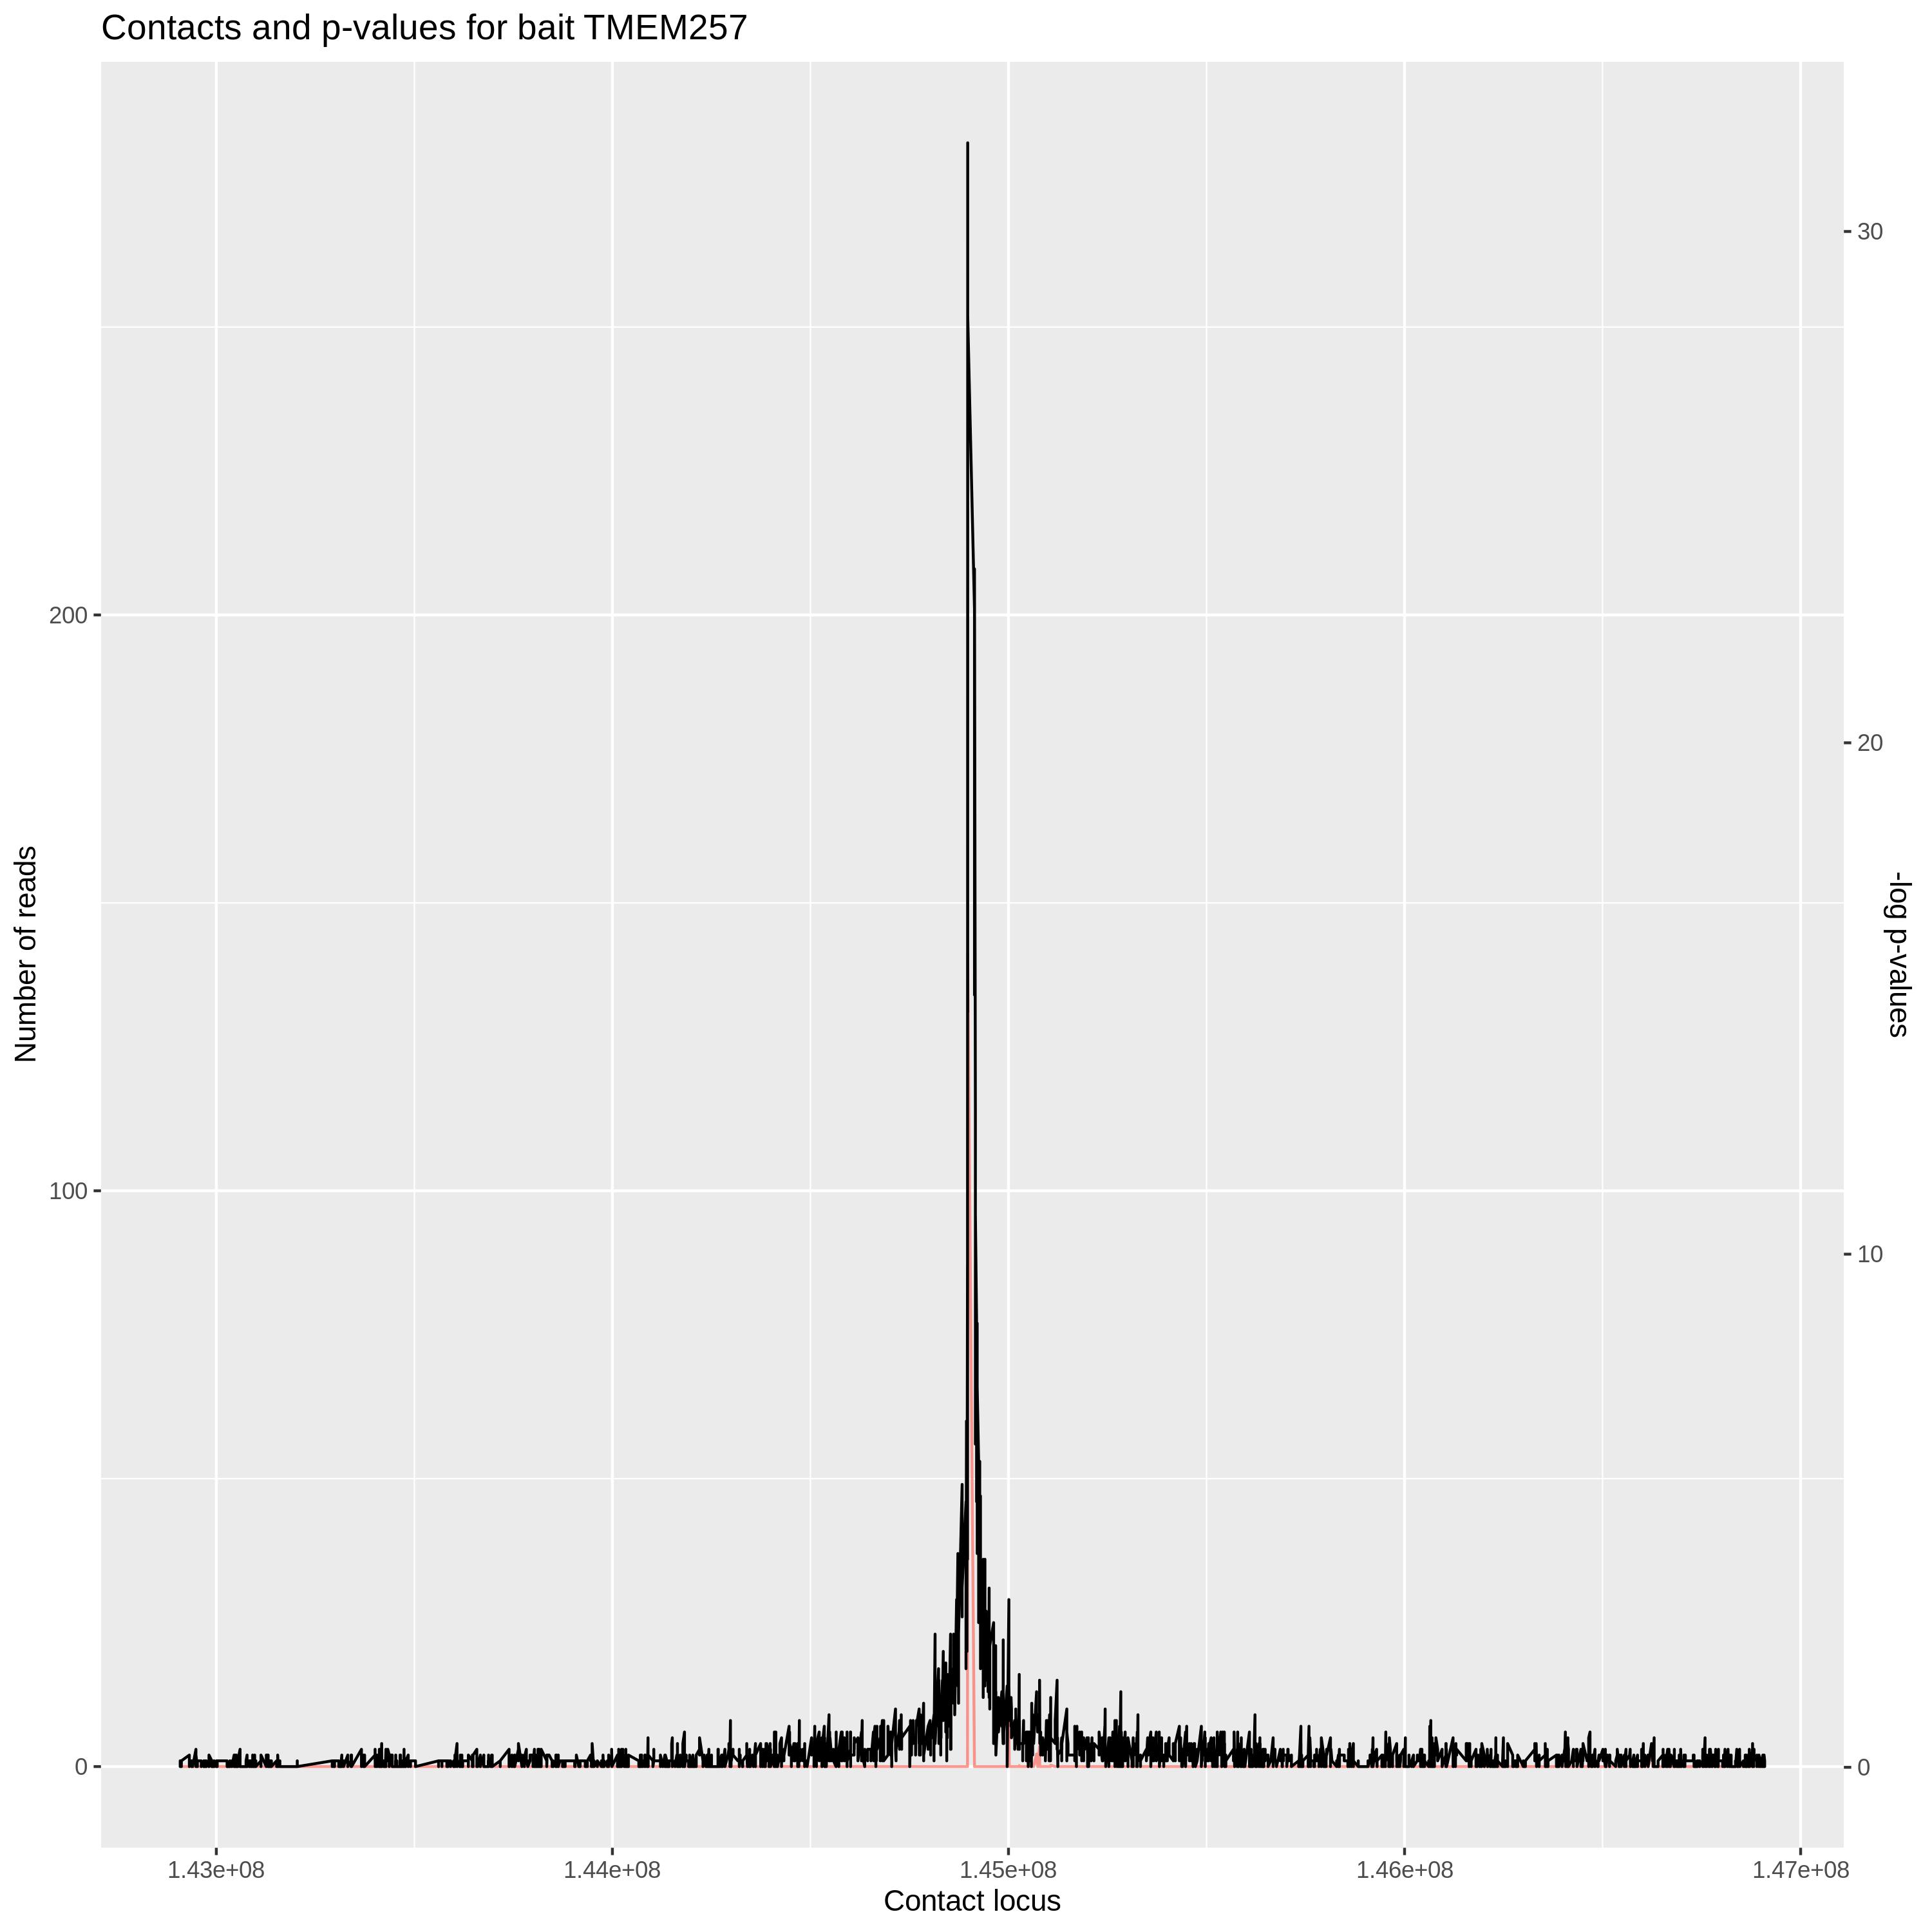 Contacts and p-values for bait TMEM257
Number of reads
200
100
0
30
20
10
0
-log p-values
1.43e+08
1.44e+08
1.45e+08
1.46e+08
1.47e+08
Contact locus